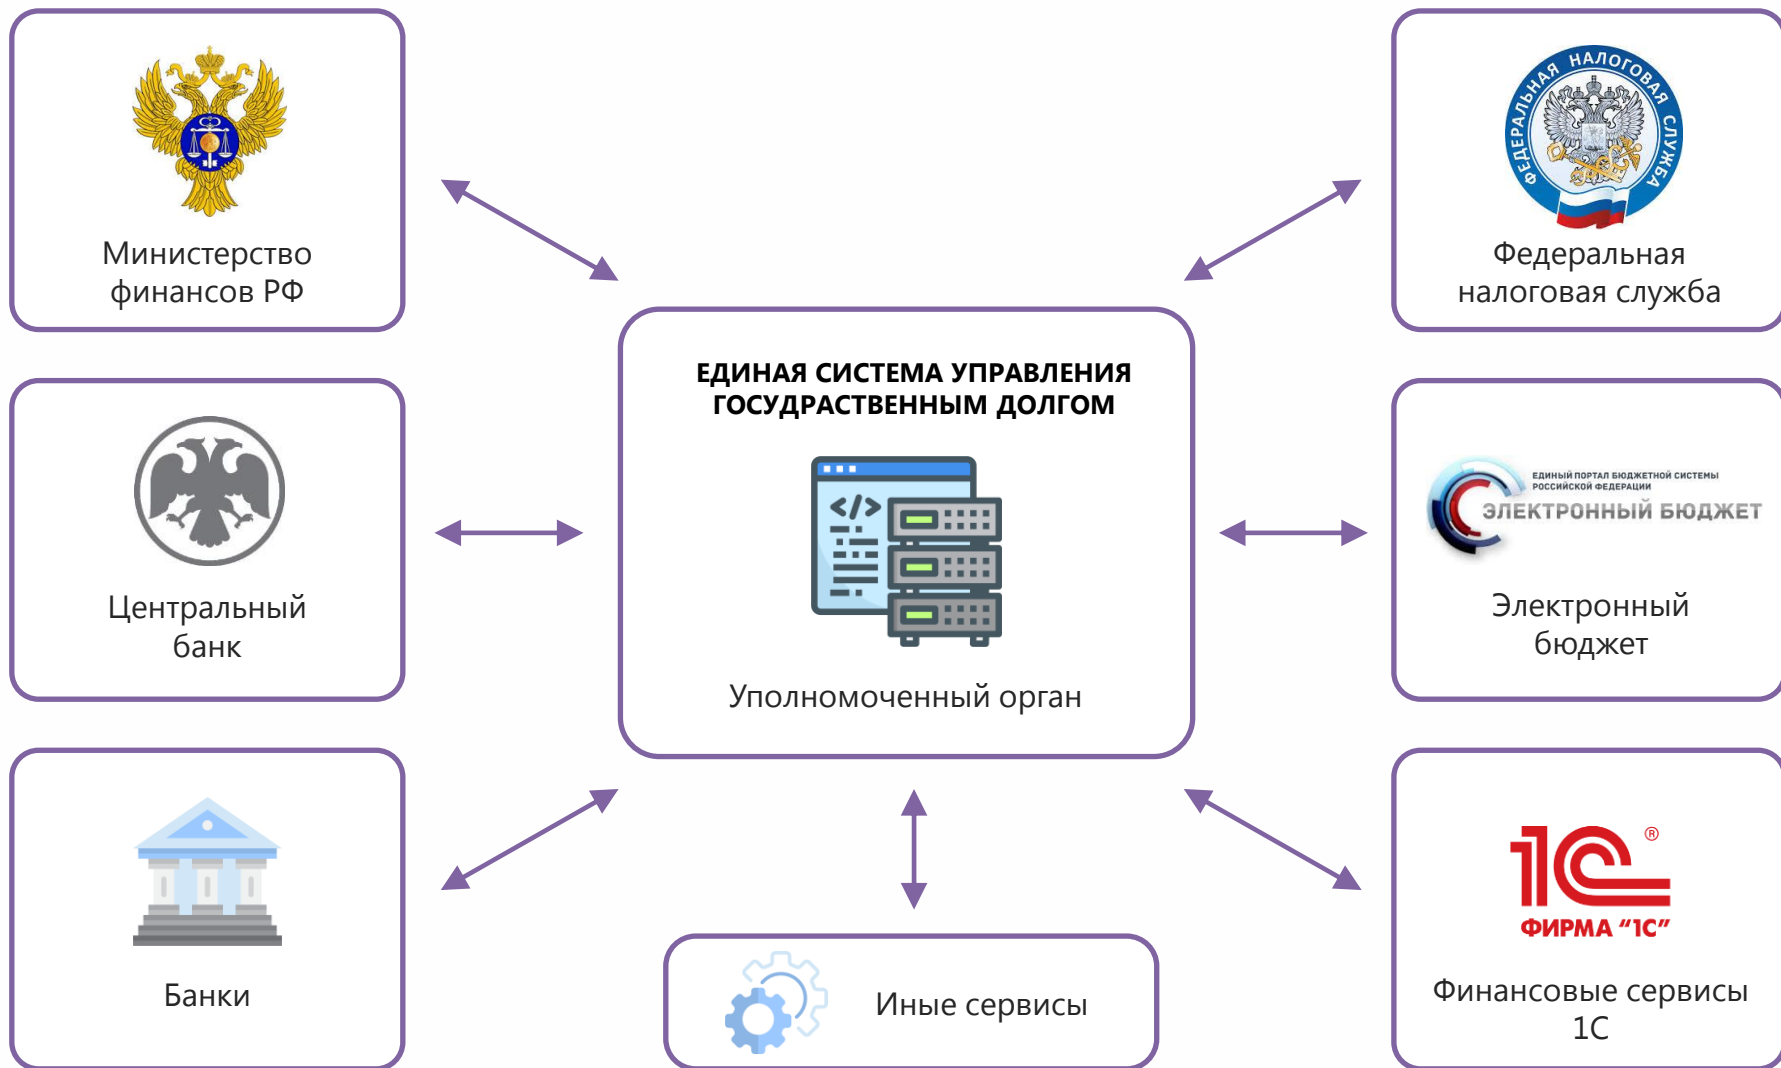 Министерство
финансов РФ
ФЕДЕРАЛЬНАЯ НАЛОГОВАЯ СЛУЖБА
Федеральная
налоговая служба
ЕДИНАЯ СИСТЕМА УПРАВЛЕНИЯ
ГОСУДРАСТВЕННЫМ ДОЛГОМ
</>
Уполномоченный орган
Центральный
банк
ЕДИНЫЙ ПОРТАЛ БЮДЖЕТНОЙ СИСТЕМЫ
РОССИЙСКОЙ ФЕДЕРАЦИИ
ЭЛЕКТРОННЫЙ БЮДЖЕТ
Электронный
бюджет
Банки
Иные сервисы
1С ®
ФИРМА "1С"
Финансовые сервисы
1С